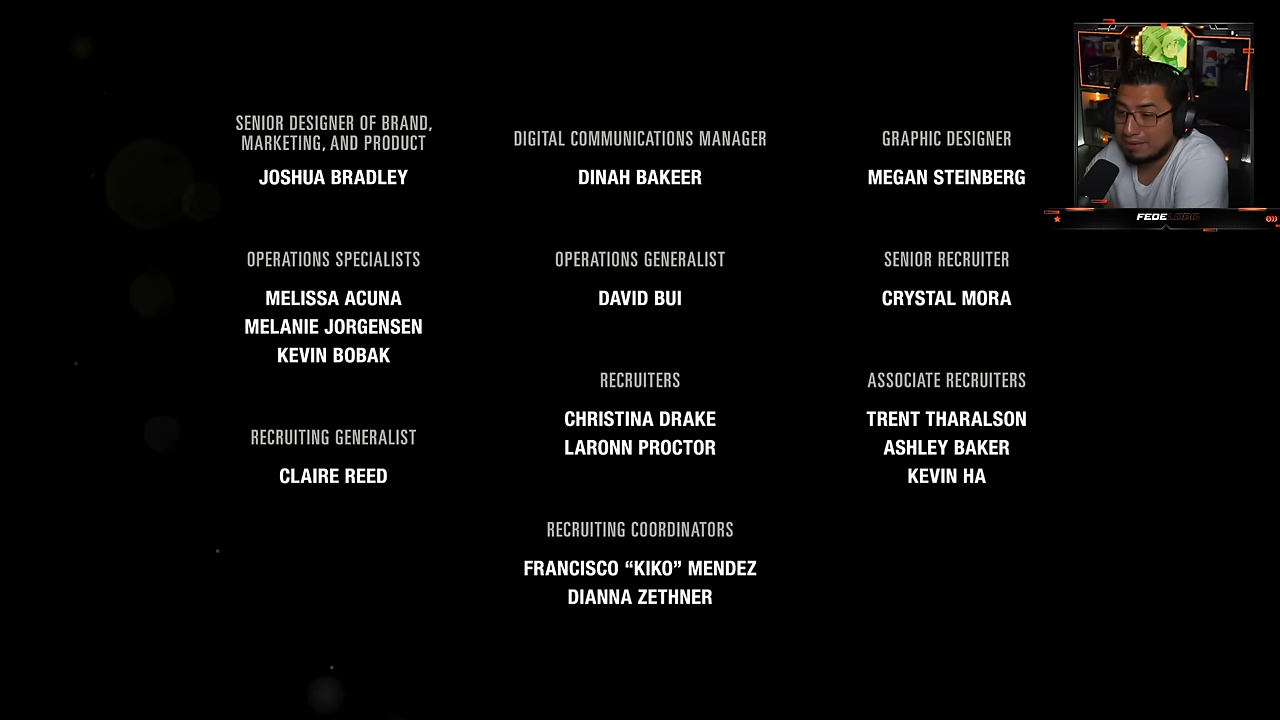 SENIOR DESIGNER OF BRAND,
MARKETING, AND PRODUCT
JOSHUA BRADLEY
DIGITAL COMMUNICATIONS MANAGER
DINAH BAKEER
GRAPHIC DESIGNER
MEGAN STEINBERG
OPERATIONS SPECIALISTS
MELISSA ACUNA
MELANIE JORGENSEN
KEVIN BOBAK
OPERATIONS GENERALIST
DAVID BUI
SENIOR RECRUITER
CRYSTAL MORA
RECRUITING GENERALIST
CLAIRE REED
RECRUITERS
CHRISTINA DRAKE
LARONN PROCTOR
ASSOCIATE RECRUITERS
TRENT THARALSON
ASHLEY BAKER
KEVIN HA
RECRUITING COORDINATORS
FRANCISCO “KIKO” MENDEZ
DIANNA ZETHNER
FEDELOBO